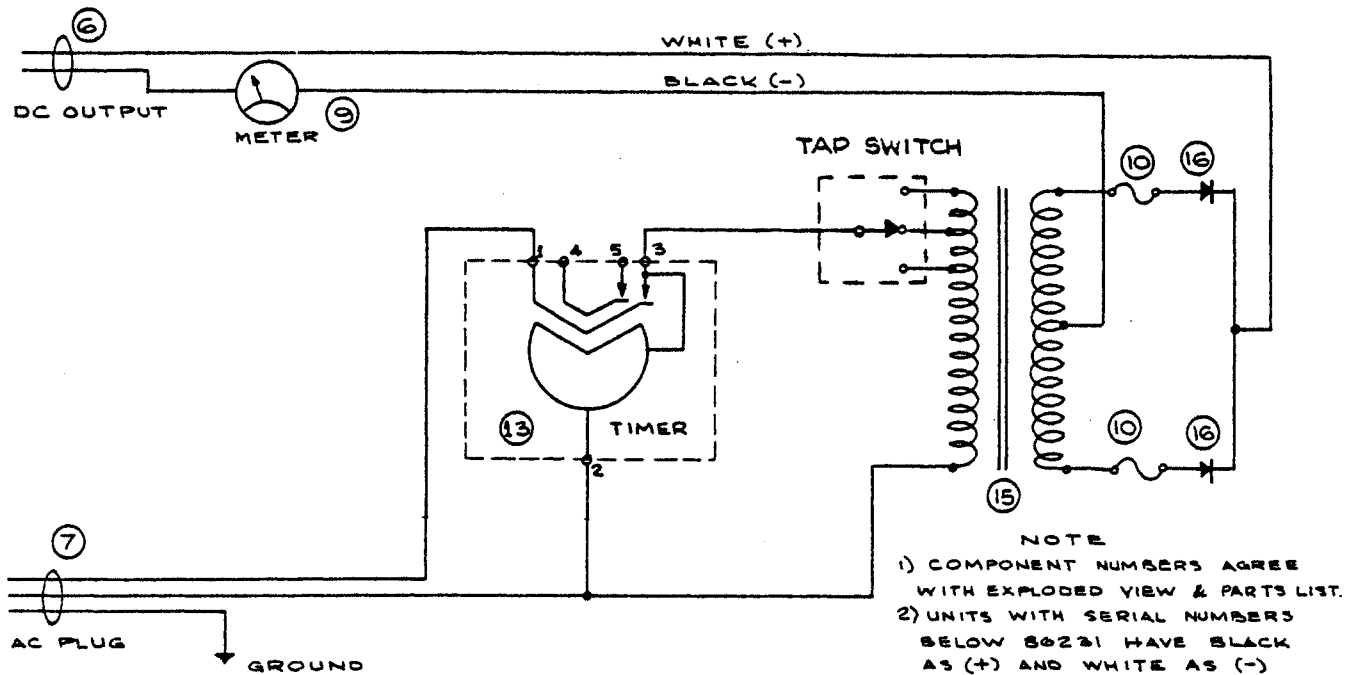 6
WHITE (+)
BLACK (-)
DC OUTPUT
METER
9
TAP SWITCH
10
16
1
4
5
3
13
TIMER
2
10
16
15
7
AC PLUG
GROUND
NOTE
1) COMPONENT NUMBERS AGREE
WITH EXPLODED VIEW & PARTS LIST.
2) UNITS WITH SERIAL NUMBERS
BELOW 86231 HAVE BLACK
AS (+) AND WHITE AS (-)